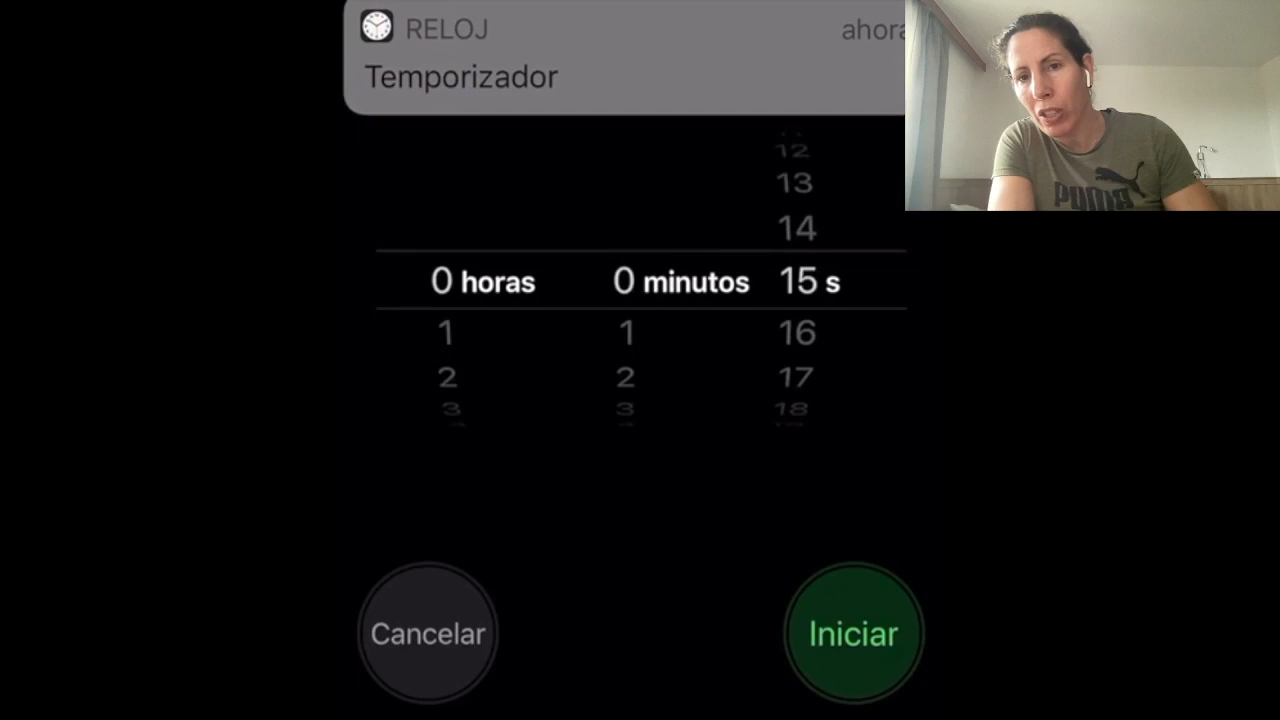 RELOJ
ahora
Temporizador
12
13
14
0 horas 0 minutos 15 s
1 1 16
2 2 17
3 3 18
Cancelar
Iniciar
PUMA